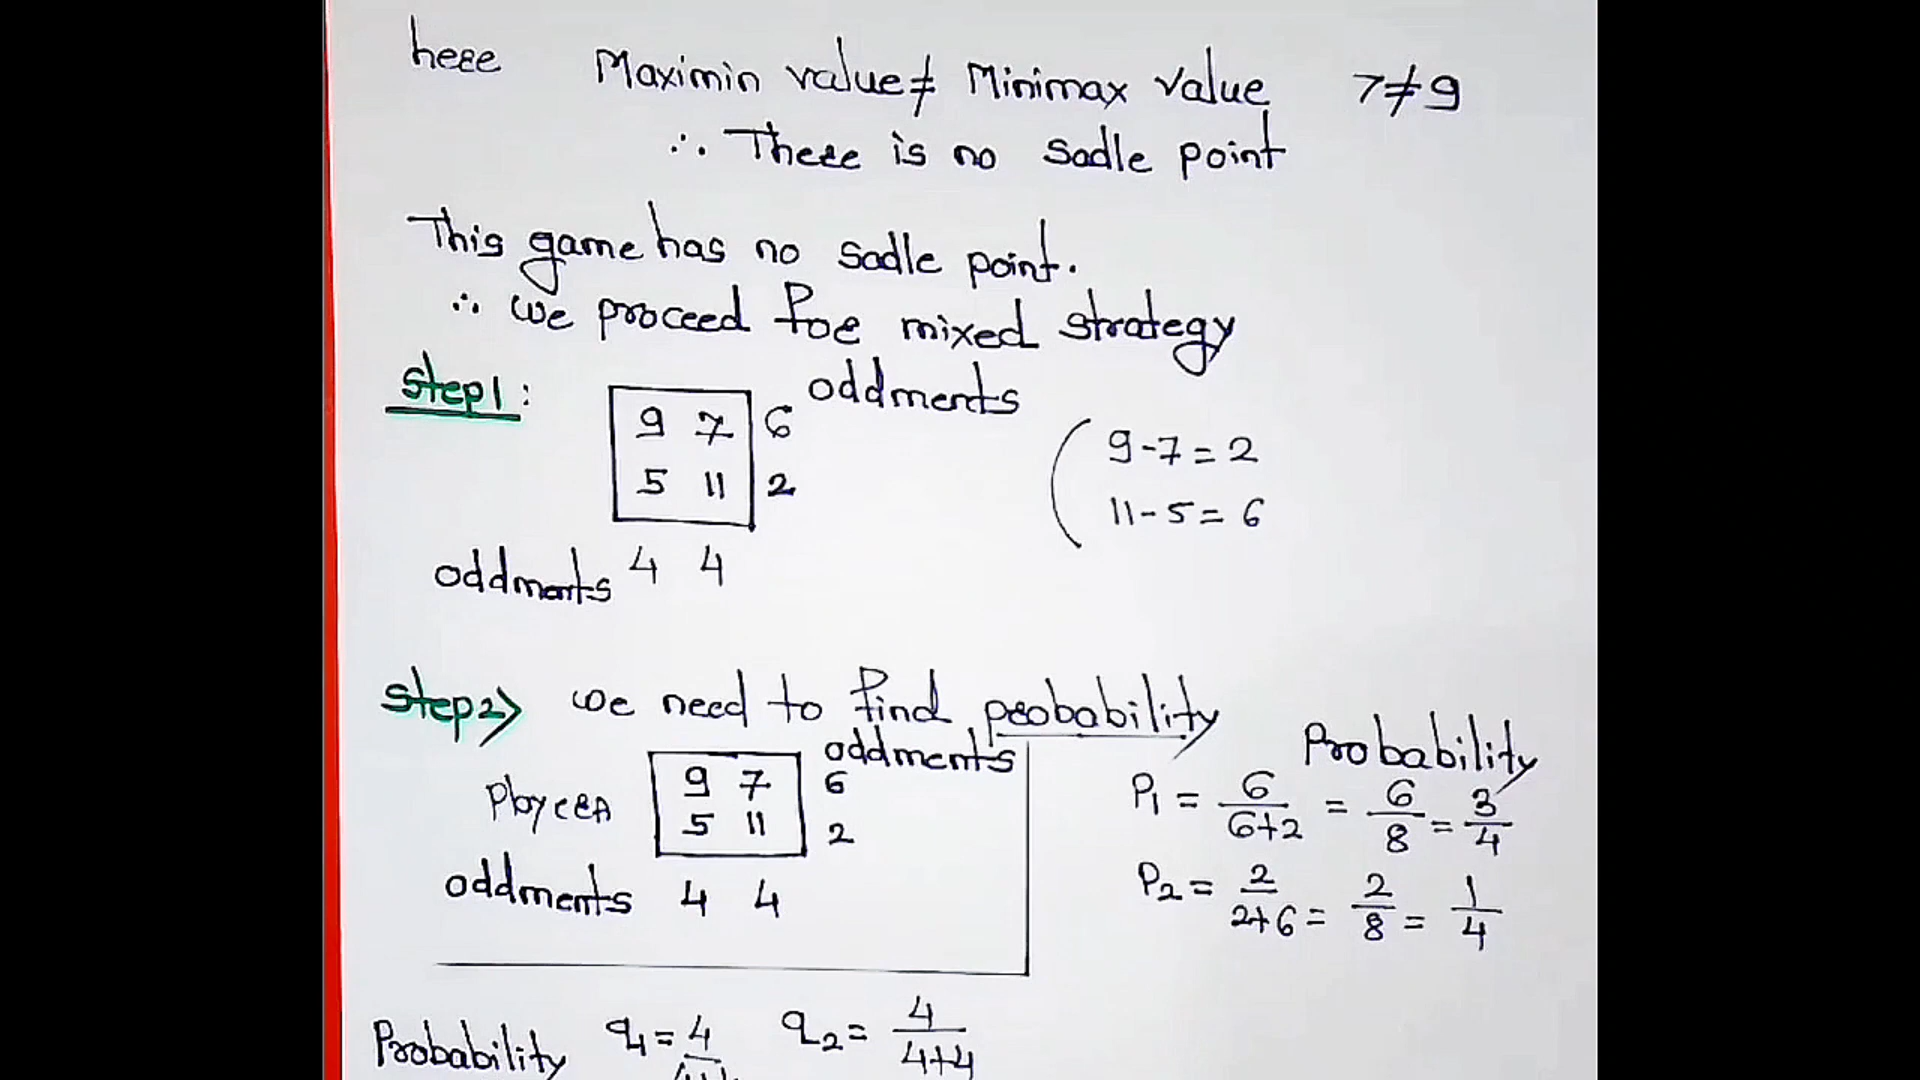 here Maximin value ≠ Minimax value 7≠9
∴ There is no sadle point
This game has no sadle point.
∴ we proceed for mixed strategy
Step1: oddments
9 7 6
5 11 2
oddments 4 4
9-7=2
11-5=6
Step2> we need to find probability
oddments
Player A 9 7 6
5 11 2
oddments 4 4
Probability
P1 = 6/6+2 = 6/8 = 3/4
P2 = 2/2+6 = 2/8 = 1/4
Probability q1 = 4/ q2 = 4/4+4